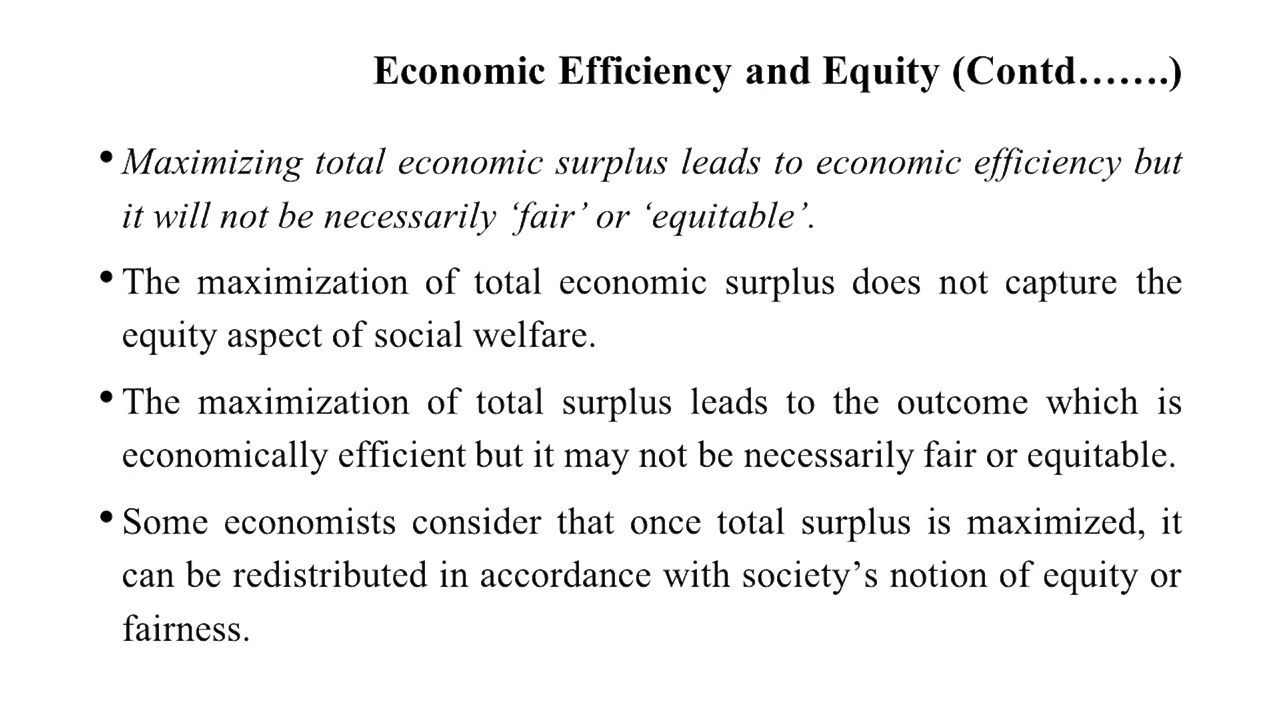 Economic Efficiency and Equity (Contd…….)
• Maximizing total economic surplus leads to economic efficiency but
it will not be necessarily ‘fair’ or ‘equitable’.
• The maximization of total economic surplus does not capture the
equity aspect of social welfare.
• The maximization of total surplus leads to the outcome which is
economically efficient but it may not be necessarily fair or equitable.
• Some economists consider that once total surplus is maximized, it
can be redistributed in accordance with society’s notion of equity or
fairness.